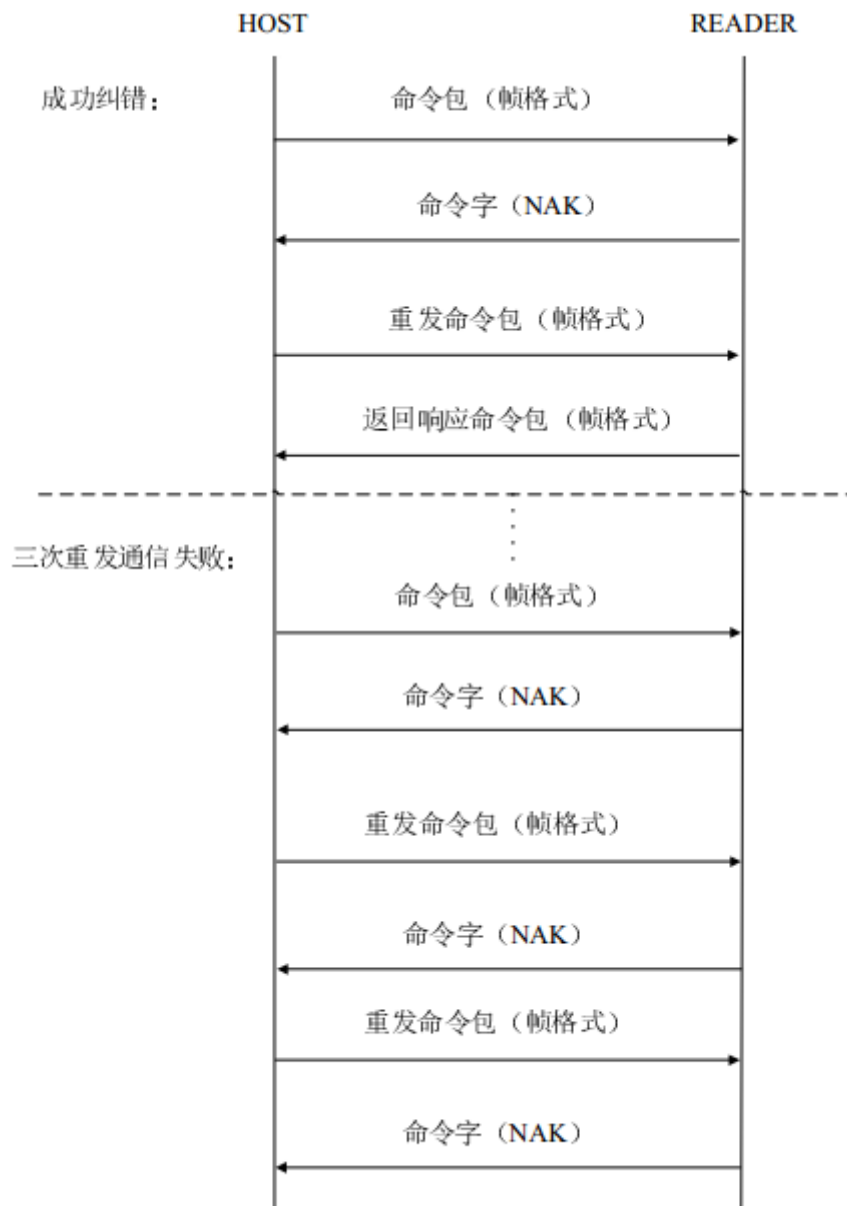 HOST READER
成功纠错：
命令包（帧格式）
命令字（NAK）
重发命令包（帧格式）
返回响应命令包（帧格式）
三次重发通信失败：
命令包（帧格式）
命令字（NAK）
重发命令包（帧格式）
命令字（NAK）
重发命令包（帧格式）
命令字（NAK）